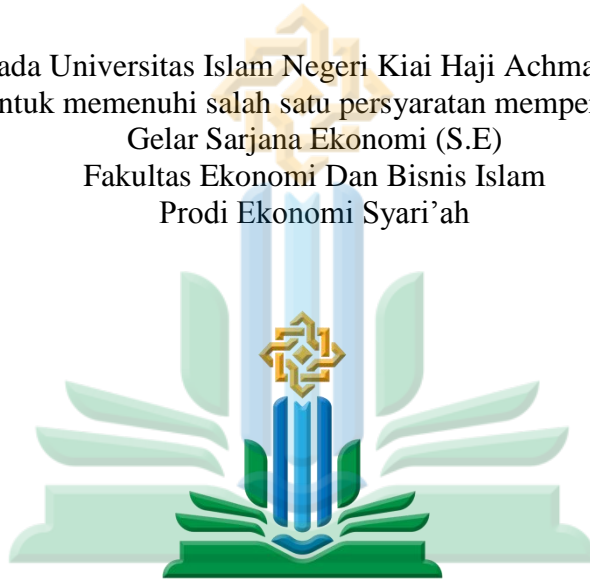 ada Universitas Islam Negeri Kiai Haji Achma
ntuk memenuhi salah satu persyaratan memper
Gelar Sarjana Ekonomi (S.E)
Fakultas Ekonomi Dan Bisnis Islam
Prodi Ekonomi Syari’ah